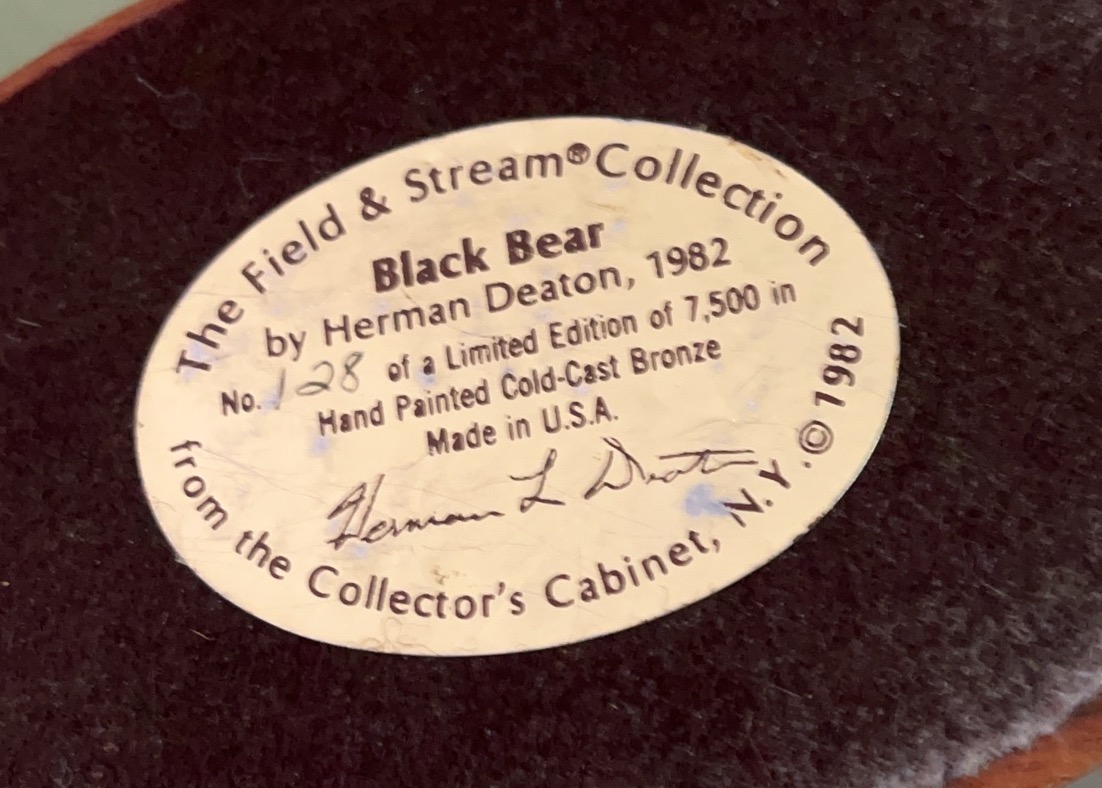 The Field & Stream® Collection
Black Bear
by Herman Deaton, 1982
No. 128 of a Limited Edition of 7,500 in
Hand Painted Cold-Cast Bronze
Made in U.S.A.
Herman L Deaton
from the Collector's Cabinet, N.Y. © 1982